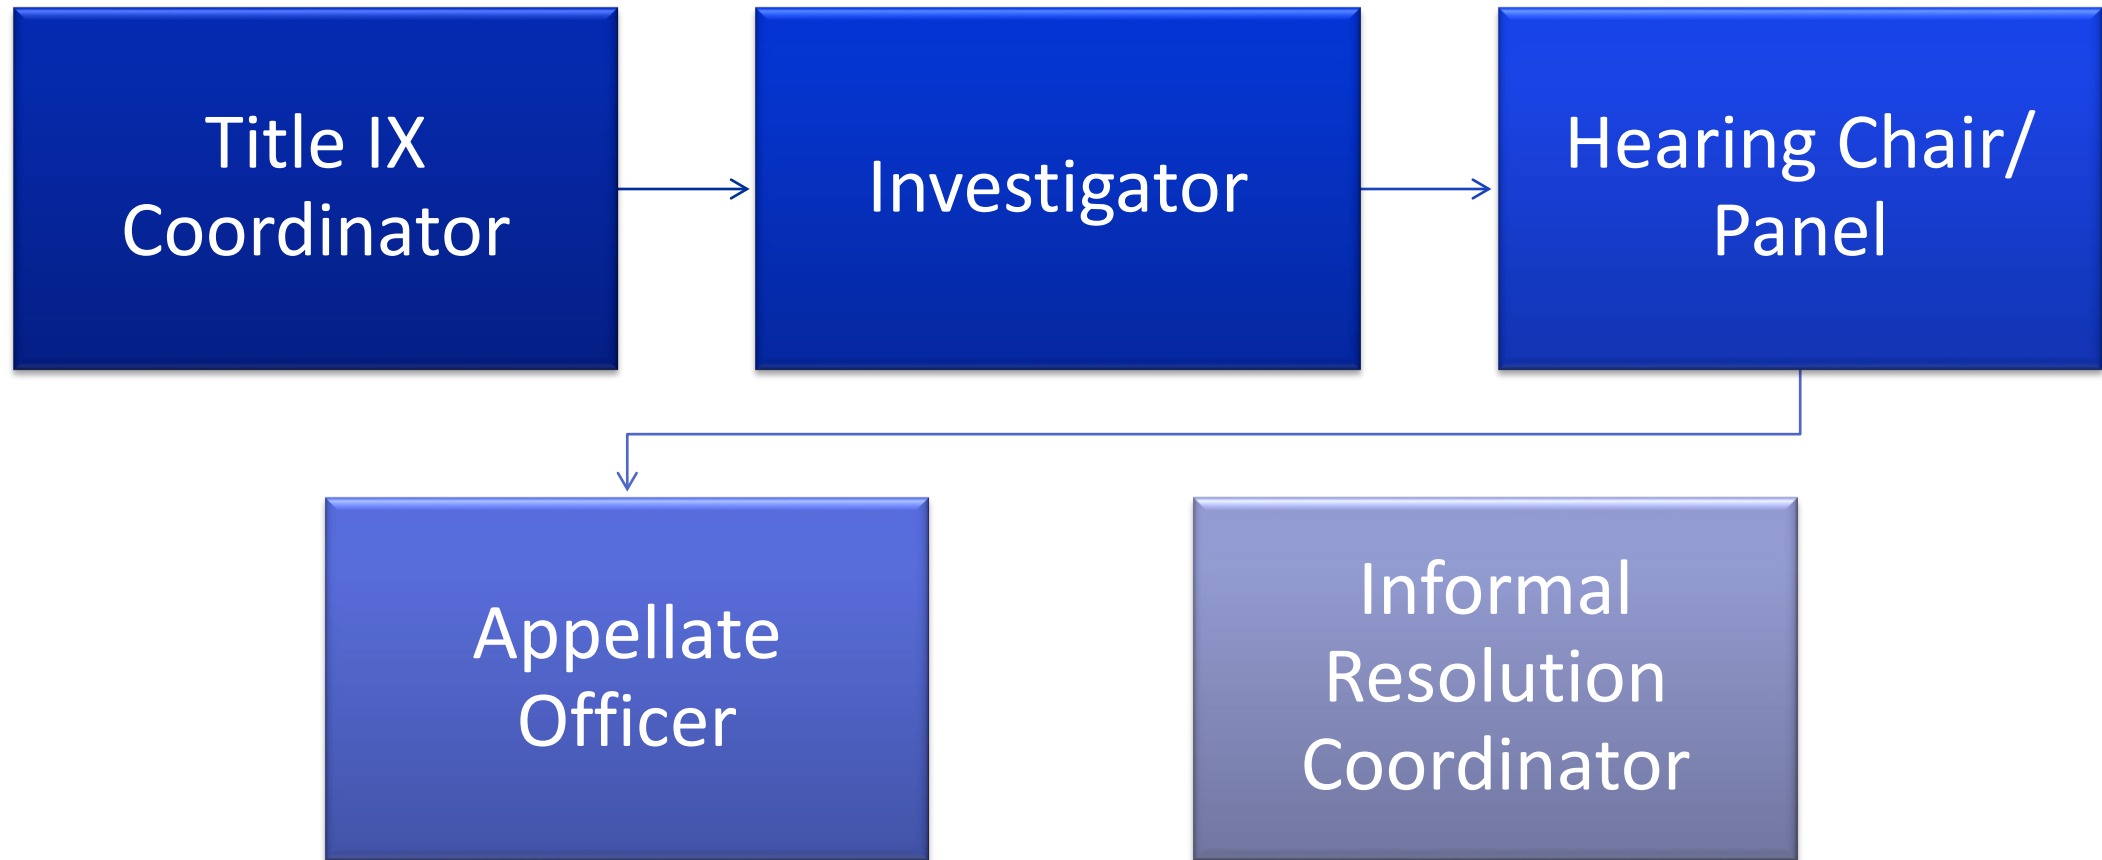 Title IX
Coordinator
Investigator
Hearing Chair/
Panel
Appellate
Officer
Informal
Resolution
Coordinator